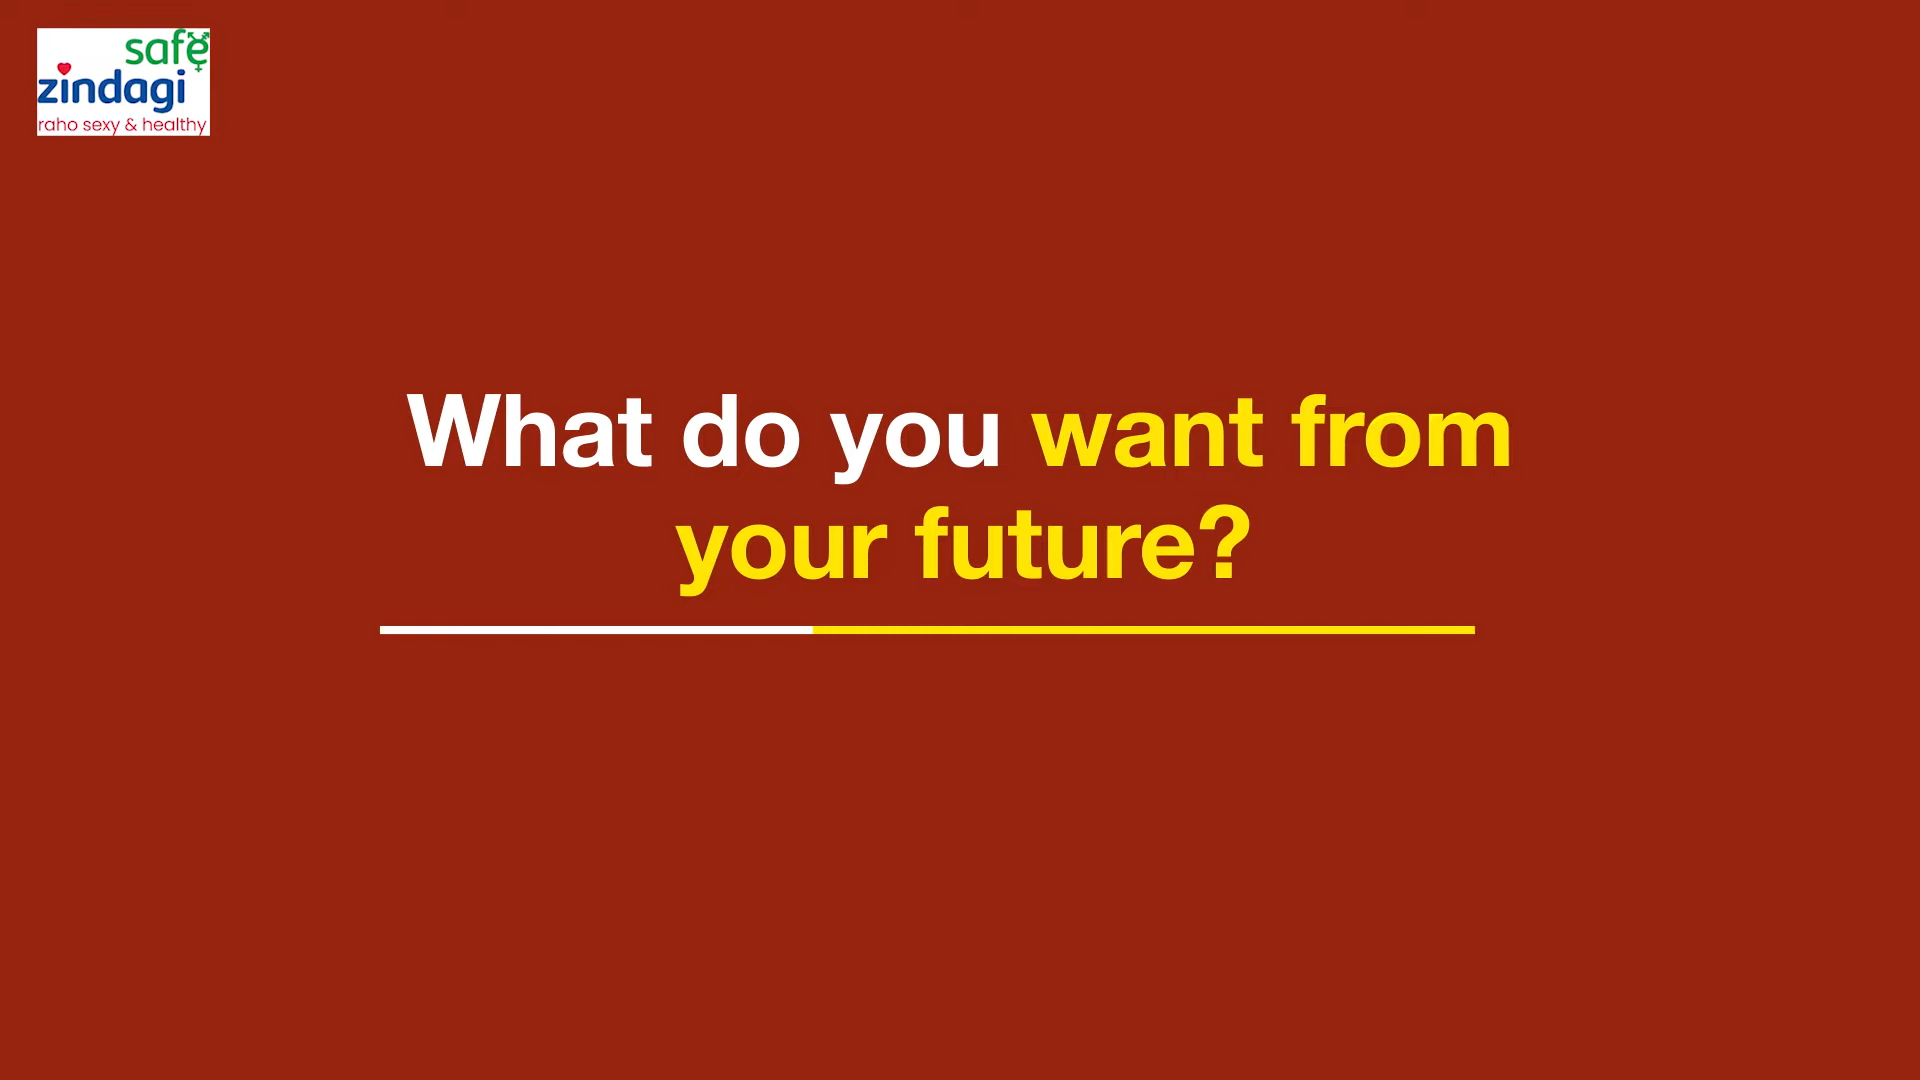 safe
zindagi
raho sexy & healthy
What do you want from
your future?